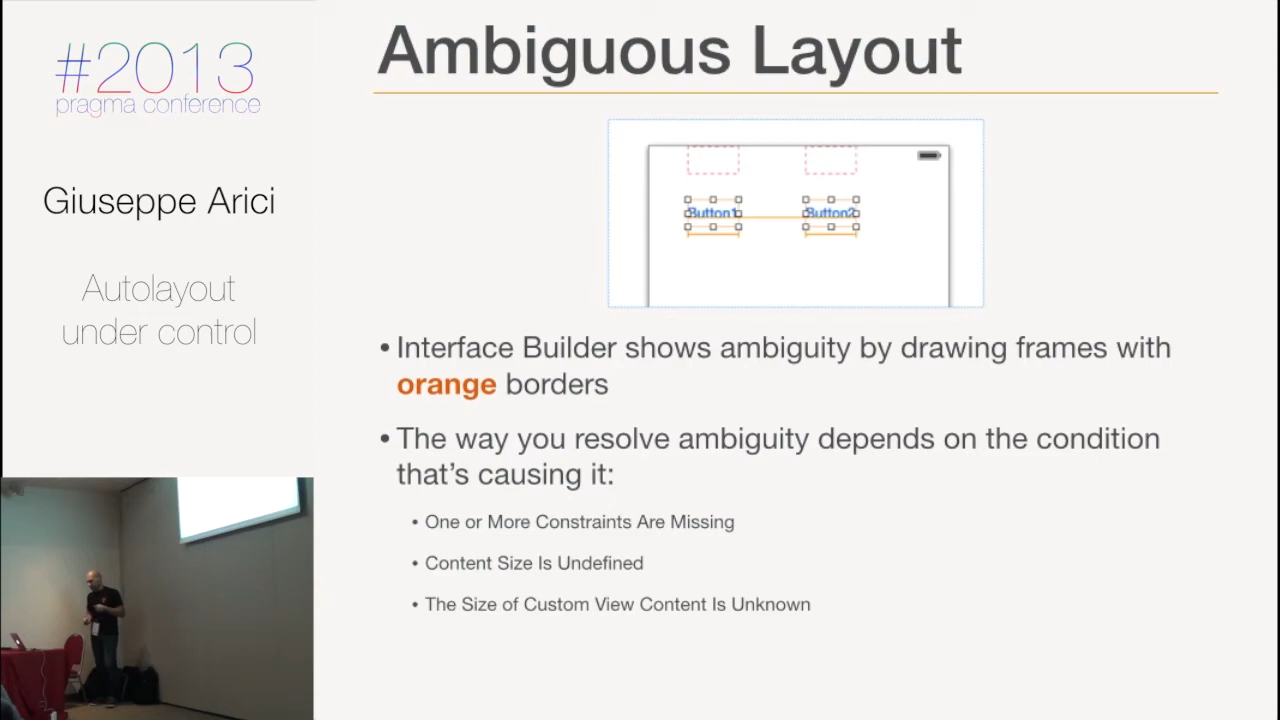 #2013
pragma conference
Giuseppe Arici
Autolayout
under control
Ambiguous Layout
Button1
Button2
• Interface Builder shows ambiguity by drawing frames with
orange borders
• The way you resolve ambiguity depends on the condition
that's causing it:
• One or More Constraints Are Missing
• Content Size Is Undefined
• The Size of Custom View Content Is Unknown